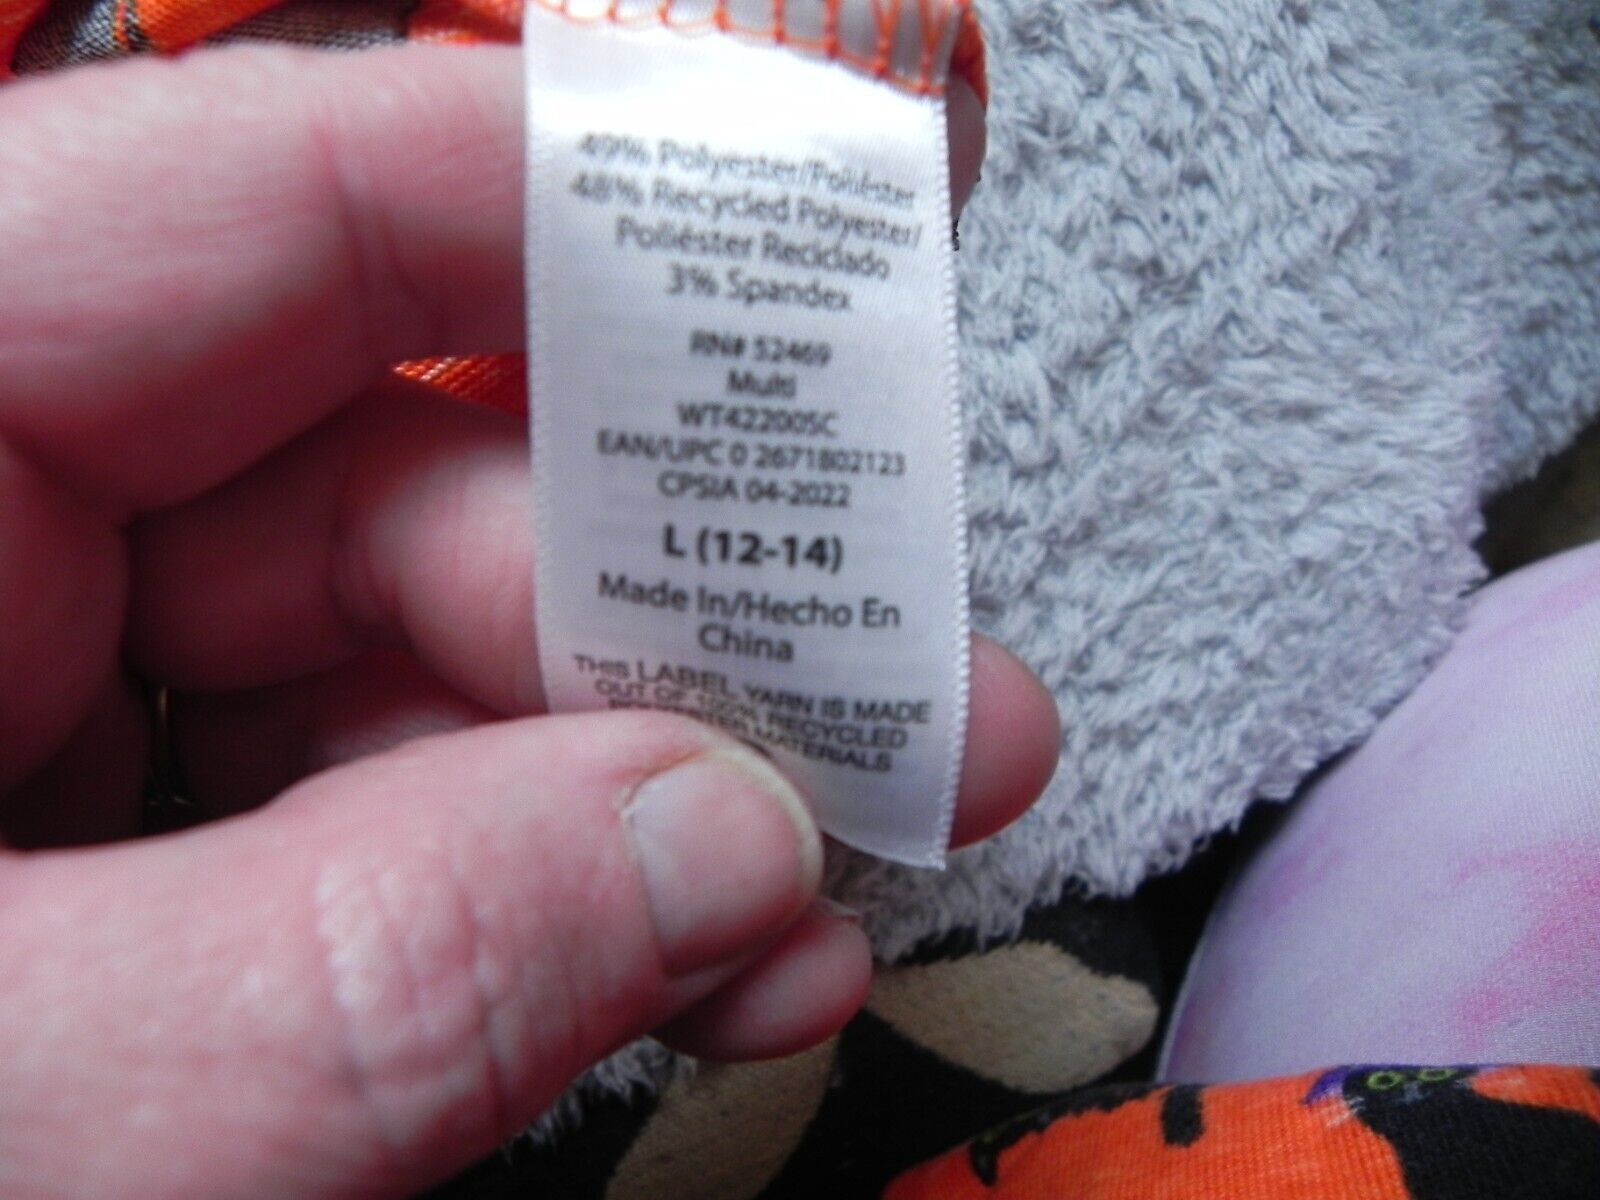 49% Polyester/Poliéster
48% Recycled Polyester/
Poliéster Reciclado
3% Spandex
RN# 52469
Multi
WT422005C
EAN/UPC 0 2671802123
CPSIA 04-2022
L (12-14)
Made In/Hecho En
China
THIS LABEL YARN IS MADE
OUT OF 100% RECYCLED
MATERIALS